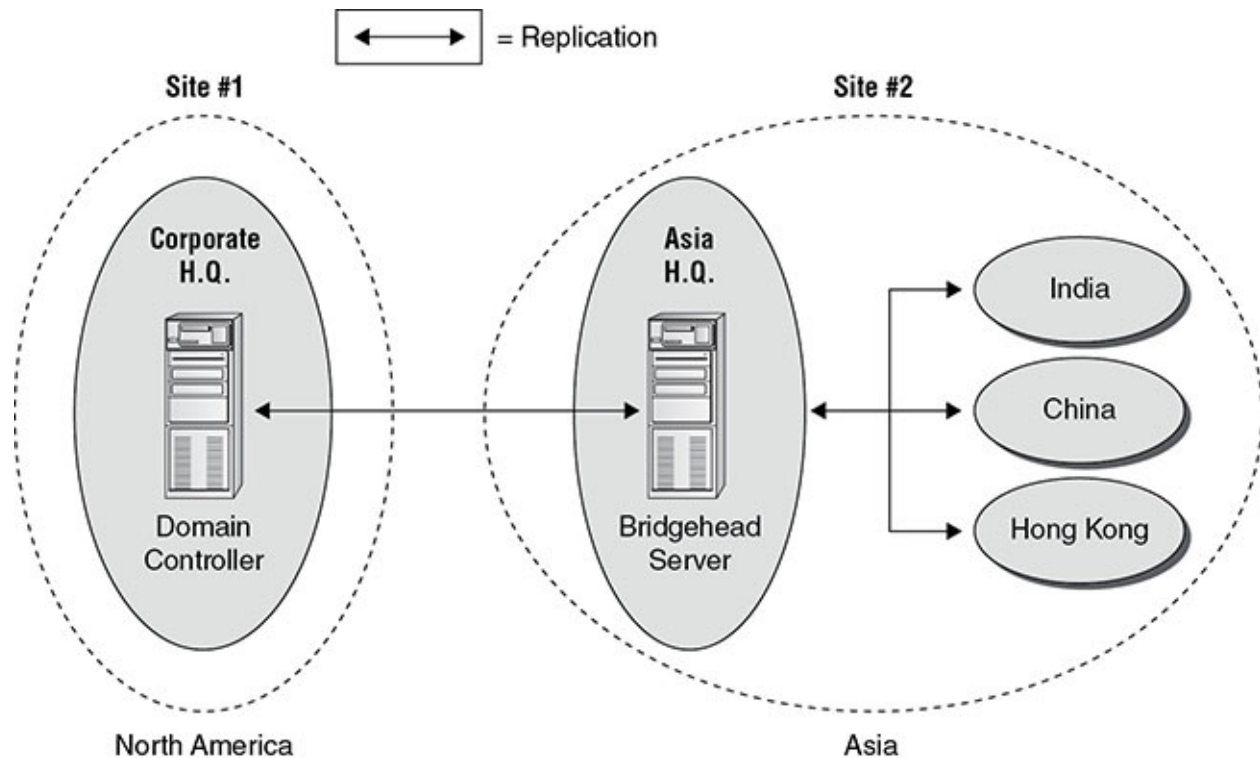 = Replication
Site #1
Site #2
Corporate
H.Q.
Asia
H.Q.
India
China
Hong Kong
Domain
Controller
Bridgehead
Server
North America
Asia